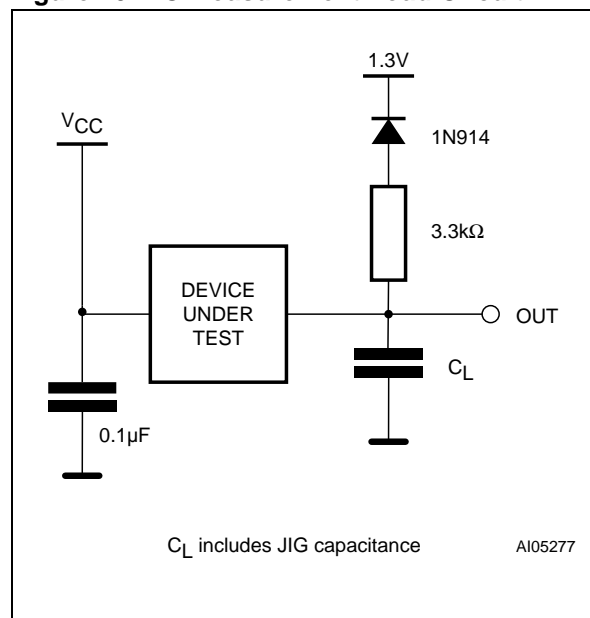 1.3V
VCC
1N914
3.3kΩ
DEVICE
UNDER
TEST
OUT
CL
0.1µF
CL includes JIG capacitance
AI05277